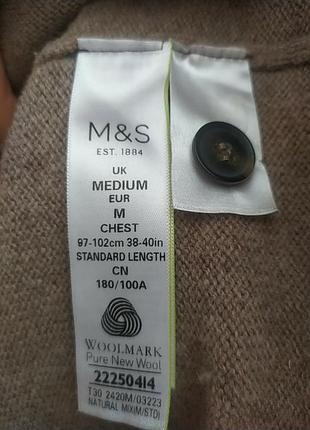 M&S
EST. 1884
UK
MEDIUM
EUR
M
CHEST
97-102cm 38-40in
STANDARD LENGTH
CN
180/100A
WOOLMARK
Pure New Wool
22250414
T30 2420M/03223
NATURAL MIX(M/STD)